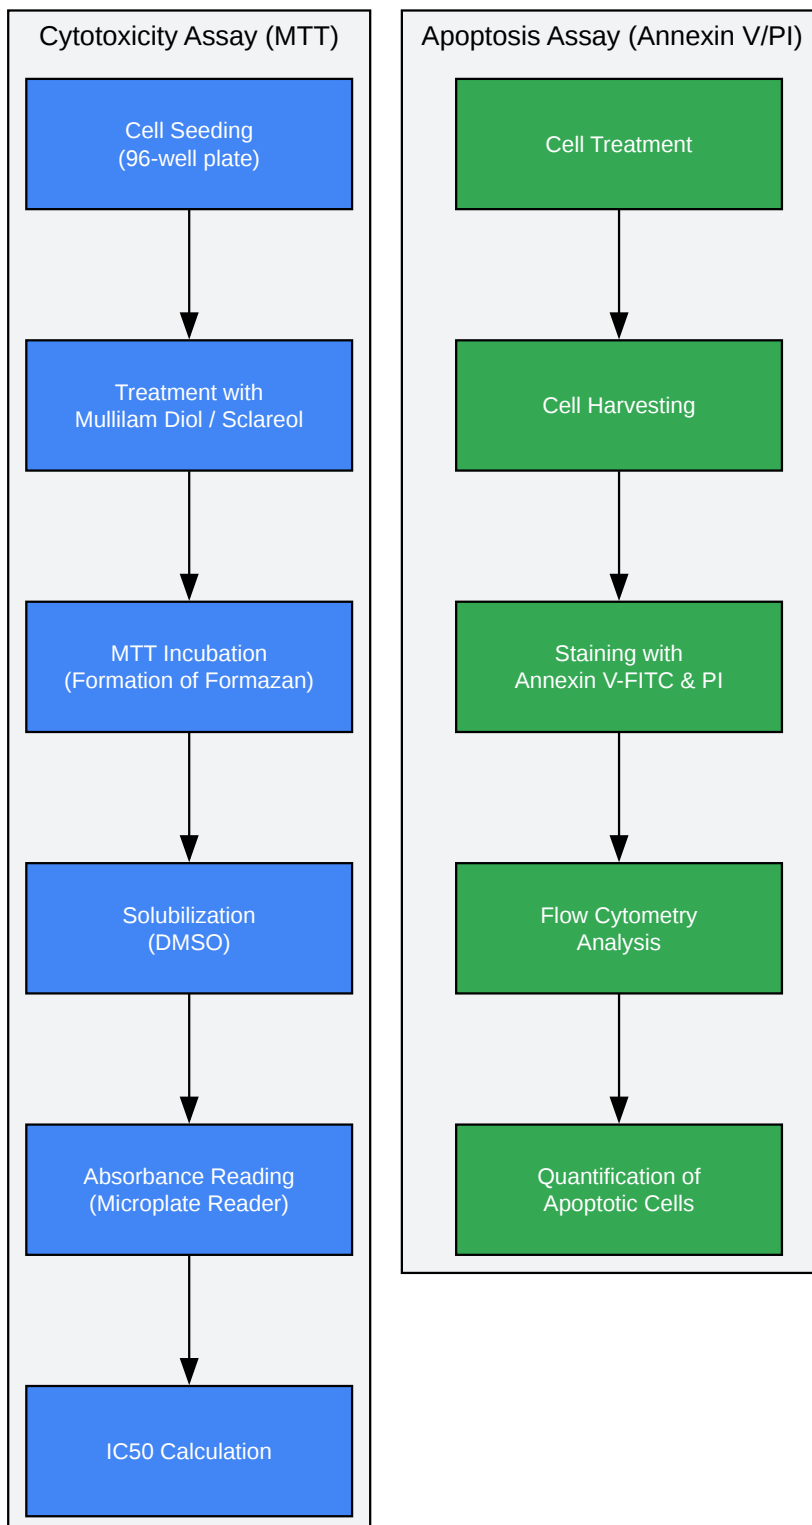 Cytotoxicity Assay (MTT)
Cell Seeding
(96-well plate)
Treatment with
Mullilam Diol / Sclareol
MTT Incubation
(Formation of Formazan)
Solubilization
(DMSO)
Absorbance Reading
(Microplate Reader)
IC50 Calculation
Apoptosis Assay (Annexin V/PI)
Cell Treatment
Cell Harvesting
Staining with
Annexin V-FITC & PI
Flow Cytometry
Analysis
Quantification of
Apoptotic Cells